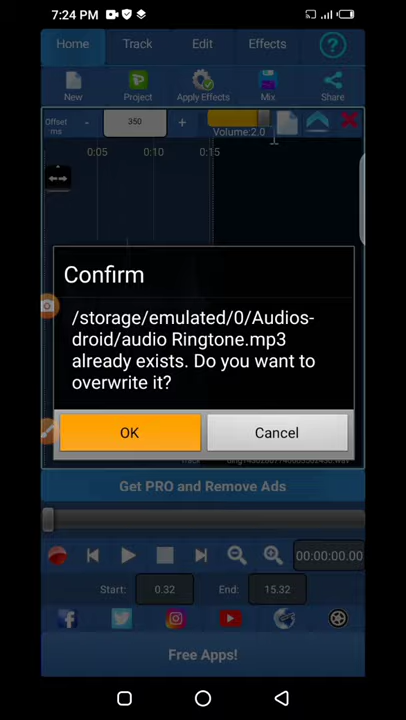 7:24 PM
Home Track Edit Effects ?
New Project Apply Effects Mix Share
Offset ms - 350 + Volume:2.0
0:05 0:10 0:15
Confirm
/storage/emulated/0/Audios-
droid/audio Ringtone.mp3
already exists. Do you want to
overwrite it?
OK Cancel
Get PRO and Remove Ads
00:00:00.00
Start: 0.32 End: 15.32
Free Apps!